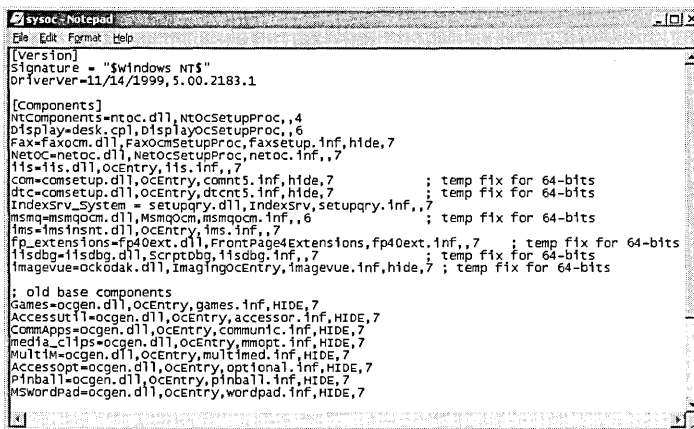 sysoc - Notepad
File Edit Format Help
[Version]
Signature = "$Windows NT$"
DriverVer=11/14/1999,5.00.2183.1
[Components]
NtComponents=ntoc.dll,NtOcSetupProc,,4
Display=desk.cpl,DisplayOcSetupProc,,6
Fax=faxocm.dll,FaxOcmSetupProc,faxsetup.inf,hide,7
NetOC=netoc.dll,NetOcSetupProc,netoc.inf,,7
iis=iis.dll,OcEntry,iis.inf,,7
com=comsetup.dll,OcEntry,comnt5.inf,hide,7 ; temp fix for 64-bits
dtc=comsetup.dll,OcEntry,dtcnt5.inf,hide,7 ; temp fix for 64-bits
IndexSrv_System = setupqry.dll,IndexSrv,setupqry.inf,,7
msmq=msmqocm.dll,MsmqOcm,msmqocm.inf,,6 ; temp fix for 64-bits
ims=imsinsnt.dll,OcEntry,ims.inf,,7
fp_extensions=fp40ext.dll,FrontPage4Extensions,fp40ext.inf,,7 ; temp fix for 64-bits
iisdbg=iisdbg.dll,ScrptDbg,iisdbg.inf,,7 ; temp fix for 64-bits
imagevue=ockodak.dll,ImagingOcEntry,imagevue.inf,hide,7 ; temp fix for 64-bits
; old base components
Games=ocgen.dll,OcEntry,games.inf,HIDE,7
AccessUtil=ocgen.dll,OcEntry,accessor.inf,HIDE,7
CommApps=ocgen.dll,OcEntry,communic.inf,HIDE,7
media_clips=ocgen.dll,OcEntry,mmopt.inf,HIDE,7
MultiM=ocgen.dll,OcEntry,multimed.inf,HIDE,7
AccessOpt=ocgen.dll,OcEntry,optional.inf,HIDE,7
Pinball=ocgen.dll,OcEntry,pinball.inf,HIDE,7
MSWordPad=ocgen.dll,OcEntry,wordpad.inf,HIDE,7